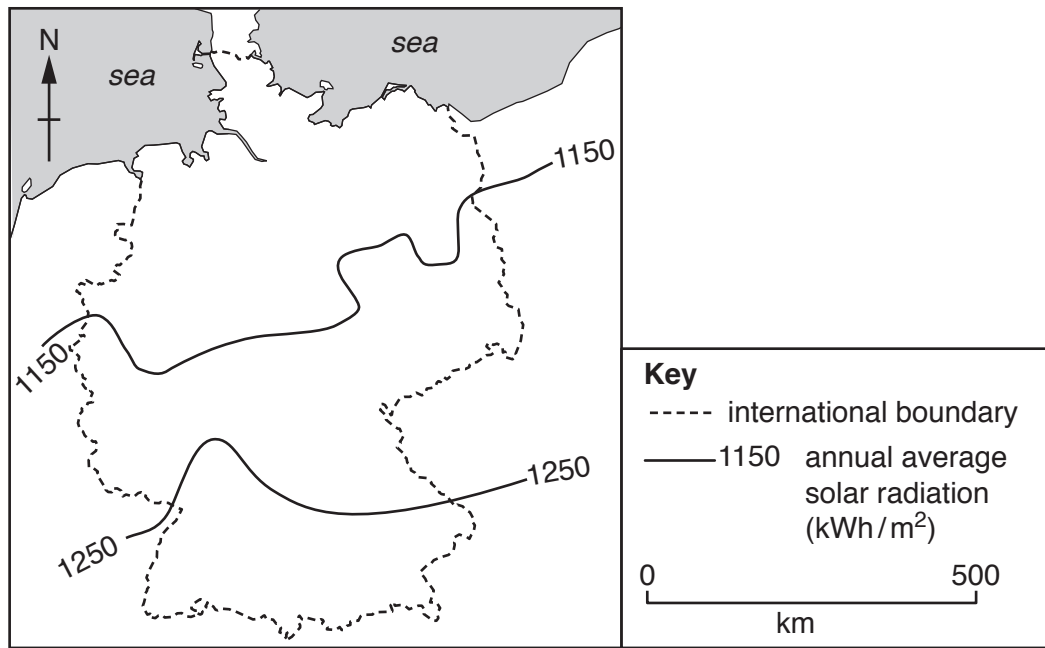 N
sea
sea
1150
1150
1250
1250
Key
international boundary
1150 annual average
solar radiation
(kWh / m²)
0 500
km